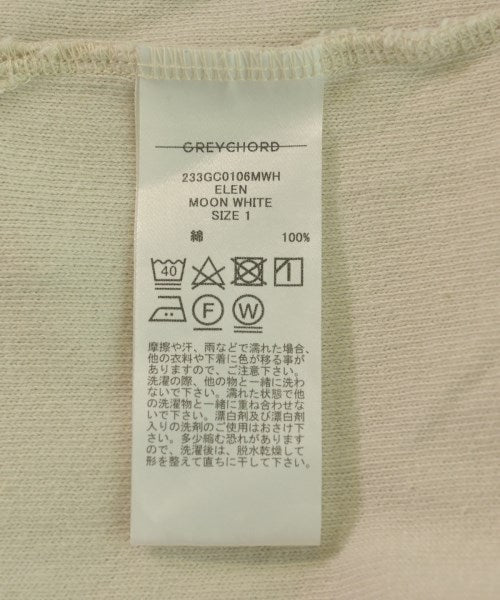 GREYCHORD
233GC0106MWH
ELEN
MOON WHITE
SIZE 1
綿 100%
40
F W
摩擦や汗、雨などで濡れた場合、
他の衣料や下着に色が移る事が
ありますので、ご注意下さい。
洗濯の際、他の物と一緒に洗わ
ないで下さい。濡れた状態で他
の洗濯物と一緒に重ね合わせな
いで下さい。漂白剤及び漂白剤
入りの洗剤のご使用はおさけ下
さい。多少縮む恐れがあります
ので、洗濯後は、脱水乾燥して
形を整えて直ちに干して下さい。